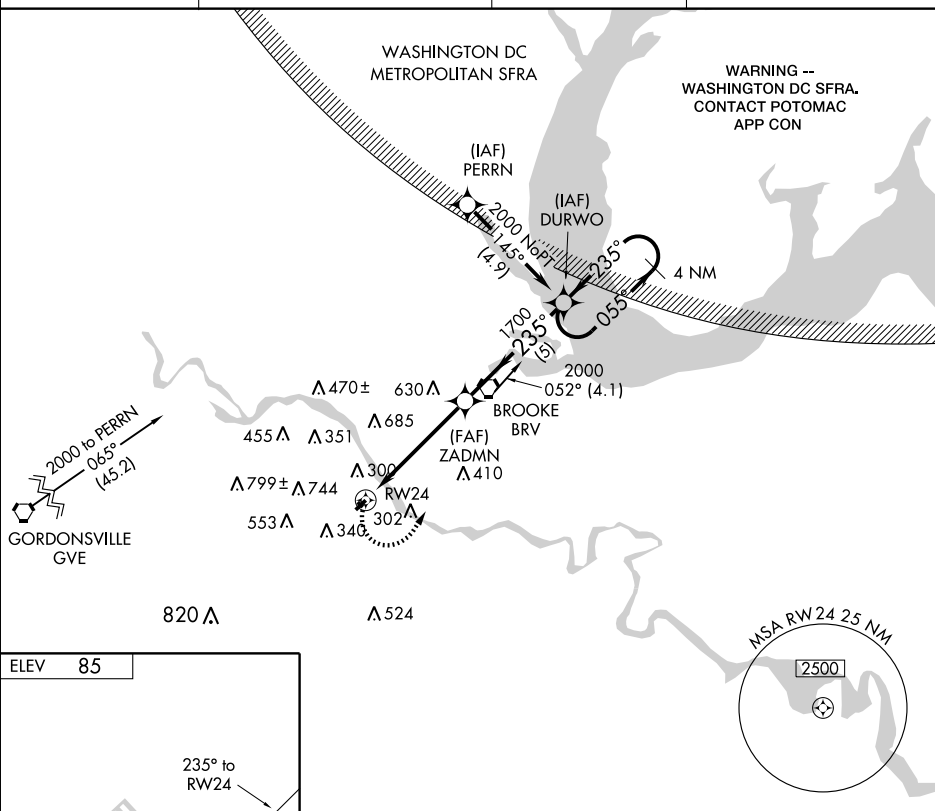 WASHINGTON DC
METROPOLITAN SFRA
WARNING --
WASHINGTON DC SFRA.
CONTACT POTOMAC
APP CON
(IAF)
PERRN
(IAF)
DURWO
2000 NoPT
145°
(4.9)
235°
4 NM
055°
1700
235°
(5)
2000
052° (4.1)
BROOKE
BRV
470±
630
685
455
351
(FAF)
ZADMN
410
2000 to PERRN
065°
(45.2)
GORDONSVILLE
GVE
300
799±
744
RW24
302
553
340
820
524
MSA RW24 25 NM
2500
ELEV 85
235° to
RW24